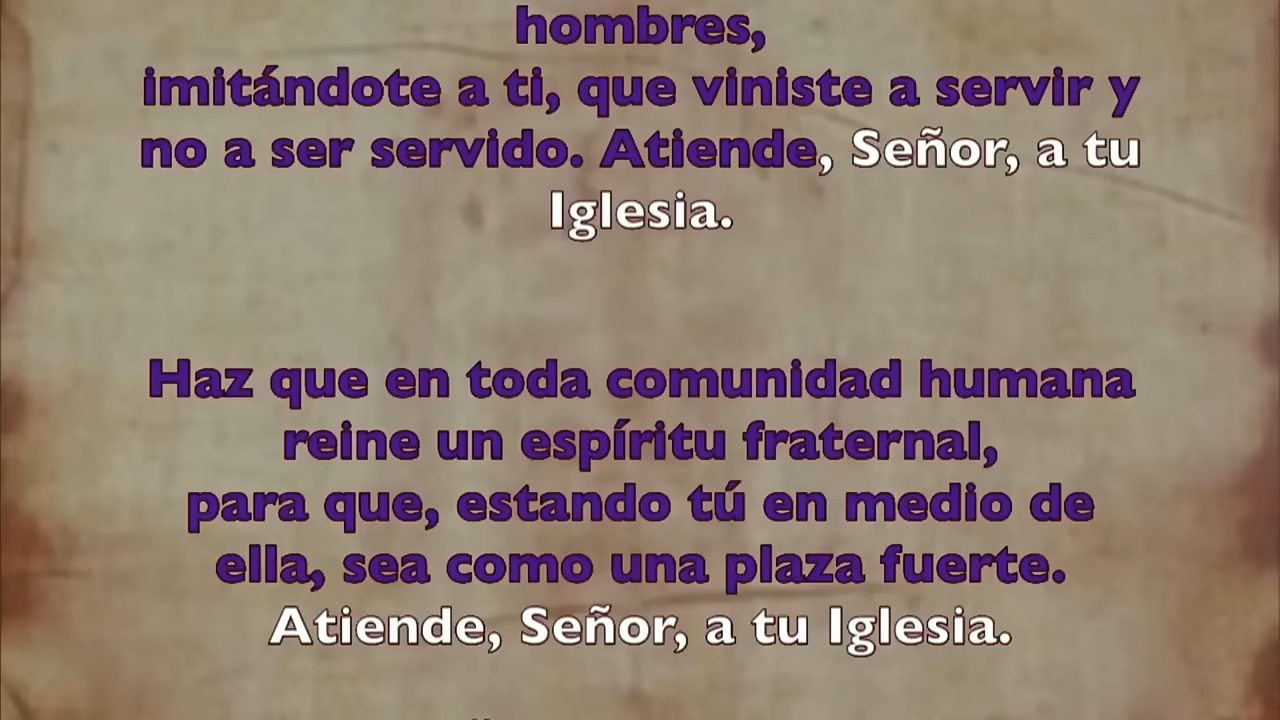 hombres,
imitándote a ti, que viniste a servir y
no a ser servido. Atiende, Señor, a tu
Iglesia.
Haz que en toda comunidad humana
reine un espíritu fraternal,
para que, estando tú en medio de
ella, sea como una plaza fuerte.
Atiende, Señor, a tu Iglesia.